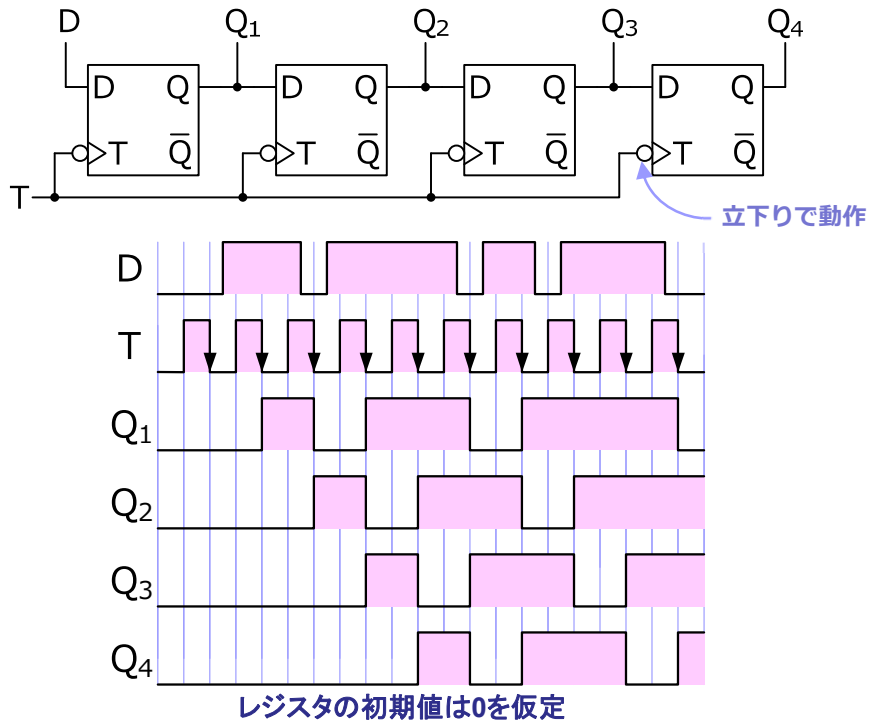 D Q1 Q2 Q3 Q4
D Q D Q D Q D Q
T Q̅ T Q̅ T Q̅ T Q̅
T
立下りで動作
D
T
Q1
Q2
Q3
Q4
レジスタの初期値は0を仮定